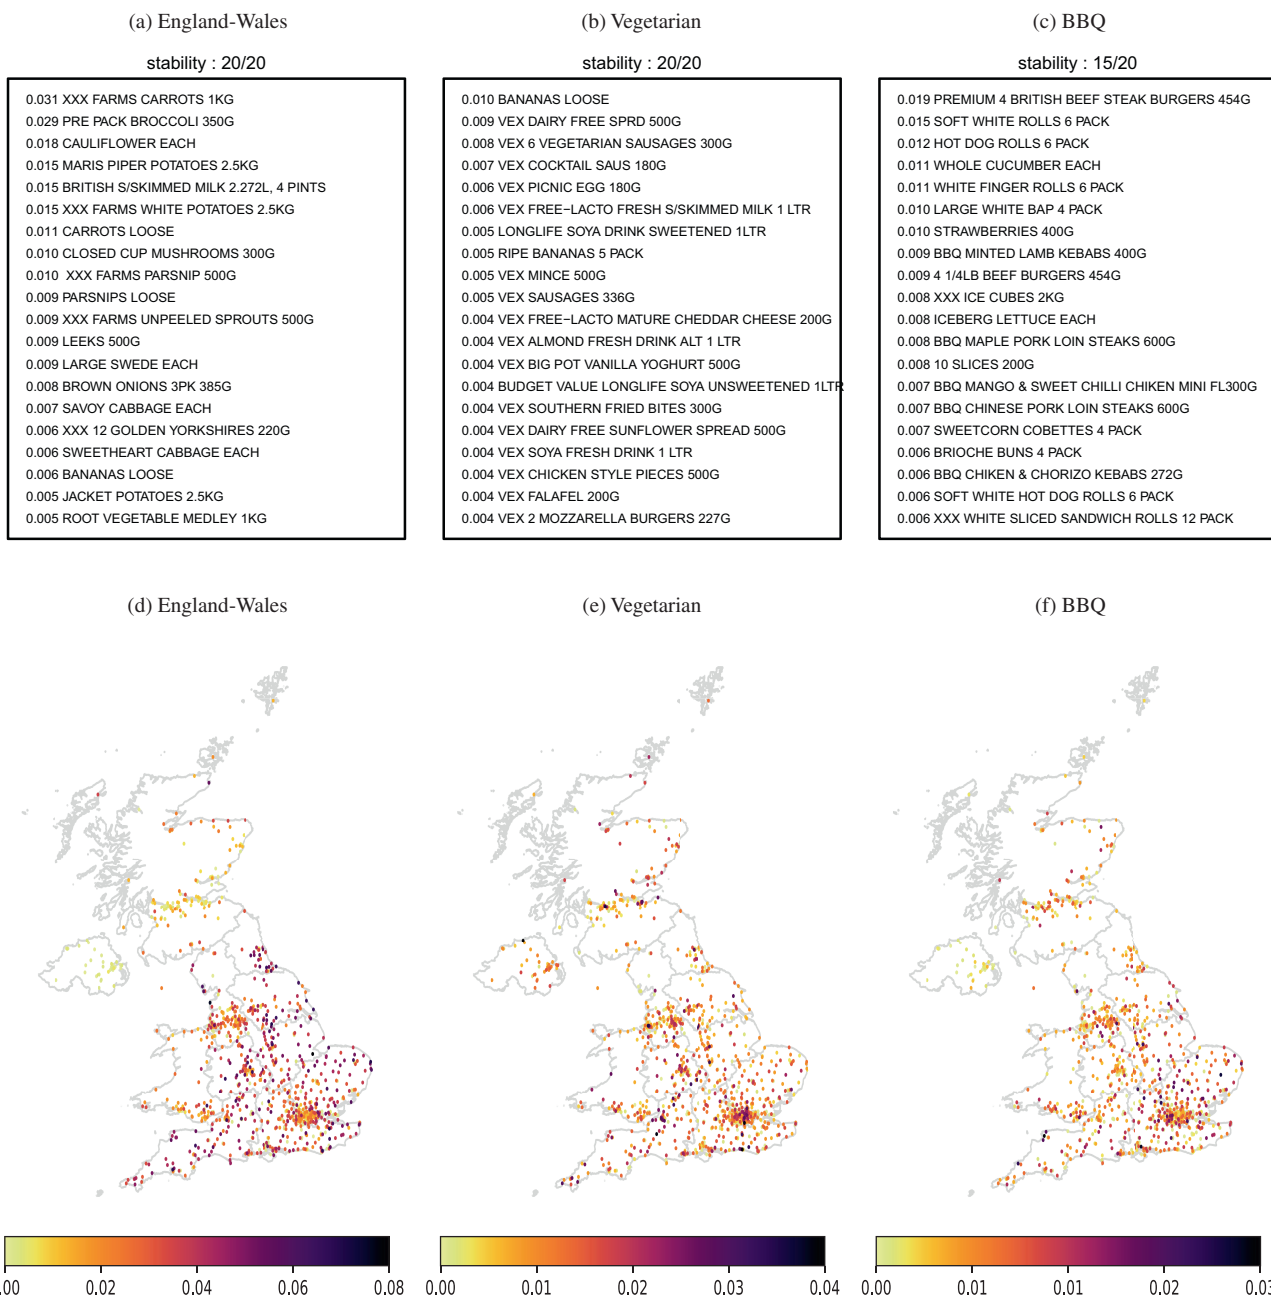 (a) England-Wales
stability : 20/20
0.031 XXX FARMS CARROTS 1KG
0.029 PRE PACK BROCCOLI 350G
0.018 CAULIFLOWER EACH
0.015 MARIS PIPER POTATOES 2.5KG
0.015 BRITISH S/SKIMMED MILK 2.272L, 4 PINTS
0.015 XXX FARMS WHITE POTATOES 2.5KG
0.011 CARROTS LOOSE
0.010 CLOSED CUP MUSHROOMS 300G
0.010 XXX FARMS PARSNIP 500G
0.009 PARSNIPS LOOSE
0.009 XXX FARMS UNPEELED SPROUTS 500G
0.009 LEEKS 500G
0.009 LARGE SWEDE EACH
0.008 BROWN ONIONS 3PK 385G
0.007 SAVOY CABBAGE EACH
0.006 XXX 12 GOLDEN YORKSHIRES 220G
0.006 SWEETHEART CABBAGE EACH
0.006 BANANAS LOOSE
0.005 JACKET POTATOES 2.5KG
0.005 ROOT VEGETABLE MEDLEY 1KG
(b) Vegetarian
stability : 20/20
0.010 BANANAS LOOSE
0.009 VEX DAIRY FREE SPRD 500G
0.008 VEX 6 VEGETARIAN SAUSAGES 300G
0.007 VEX COCKTAIL SAUS 180G
0.006 VEX PICNIC EGG 180G
0.006 VEX FREE−LACTO FRESH S/SKIMMED MILK 1 LTR
0.005 LONGLIFE SOYA DRINK SWEETENED 1LTR
0.005 RIPE BANANAS 5 PACK
0.005 VEX MINCE 500G
0.005 VEX SAUSAGES 336G
0.004 VEX FREE−LACTO MATURE CHEDDAR CHEESE 200G
0.004 VEX ALMOND FRESH DRINK ALT 1 LTR
0.004 VEX BIG POT VANILLA YOGHURT 500G
0.004 BUDGET VALUE LONGLIFE SOYA UNSWEETENED 1LTR
0.004 VEX SOUTHERN FRIED BITES 300G
0.004 VEX DAIRY FREE SUNFLOWER SPREAD 500G
0.004 VEX SOYA FRESH DRINK 1 LTR
0.004 VEX CHICKEN STYLE PIECES 500G
0.004 VEX FALAFEL 200G
0.004 VEX 2 MOZZARELLA BURGERS 227G
(c) BBQ
stability : 15/20
0.019 PREMIUM 4 BRITISH BEEF STEAK BURGERS 454G
0.015 SOFT WHITE ROLLS 6 PACK
0.012 HOT DOG ROLLS 6 PACK
0.011 WHOLE CUCUMBER EACH
0.011 WHITE FINGER ROLLS 6 PACK
0.010 LARGE WHITE BAP 4 PACK
0.010 STRAWBERRIES 400G
0.009 BBQ MINTED LAMB KEBABS 400G
0.009 4 1/4LB BEEF BURGERS 454G
0.008 XXX ICE CUBES 2KG
0.008 ICEBERG LETTUCE EACH
0.008 BBQ MAPLE PORK LOIN STEAKS 600G
0.008 10 SLICES 200G
0.007 BBQ MANGO & SWEET CHILLI CHIKEN MINI FL300G
0.007 BBQ CHINESE PORK LOIN STEAKS 600G
0.007 SWEETCORN COBETTES 4 PACK
0.006 BRIOCHE BUNS 4 PACK
0.006 BBQ CHIKEN & CHORIZO KEBABS 272G
0.006 SOFT WHITE HOT DOG ROLLS 6 PACK
0.006 XXX WHITE SLICED SANDWICH ROLLS 12 PACK
(d) England-Wales
.00 0.02 0.04 0.06 0.08
(e) Vegetarian
0.00 0.01 0.01 0.03 0.04
(f) BBQ
0.00 0.01 0.01 0.02 0.03